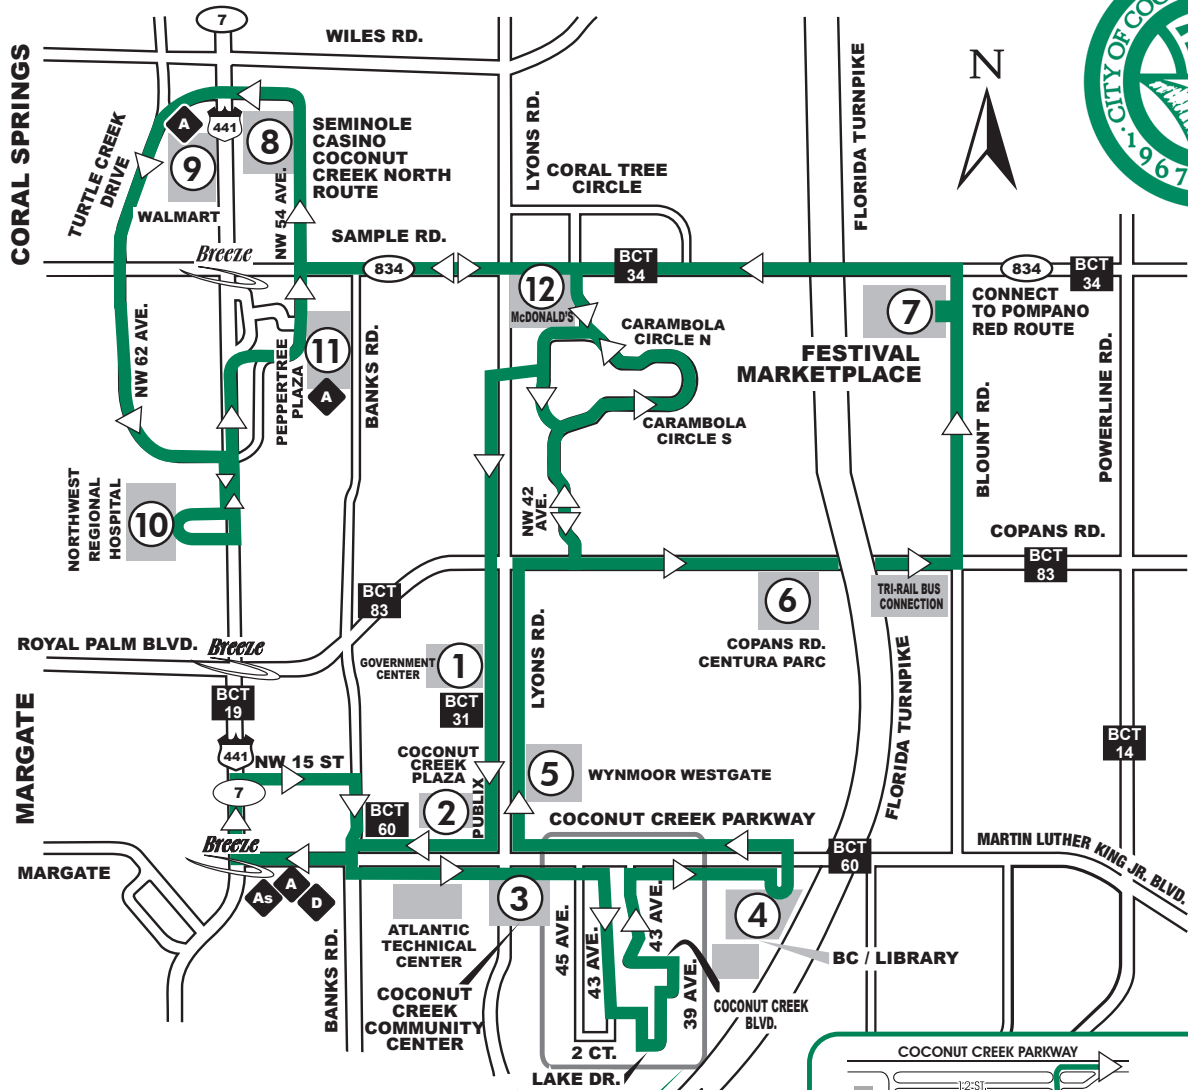 7
WILES RD.
CITY OF COC
· 1967
CORAL SPRINGS
N
FLORIDA TURNPIKE
LYONS RD.
TURTLE CREEK
DRIVE
A
441
8
9
SEMINOLE
CASINO
COCONUT
CREEK NORTH
ROUTE
CORAL TREE
CIRCLE
WALMART
NW 54 AVE.
SAMPLE RD.
Breeze
834
BCT
34
834
BCT
34
12
McDONALD'S
7
CONNECT
TO POMPANO
RED ROUTE
NW 62 AVE.
PEPPERTREE
PLAZA
11
A
BANKS RD.
CARAMBOLA
CIRCLE N
FESTIVAL
MARKETPLACE
POWERLINE RD.
BLOUNT RD.
CARAMBOLA
CIRCLE S
NORTHWEST
REGIONAL
HOSPITAL
10
NW 42
AVE.
COPANS RD.
BCT
83
BCT
83
6
TRI-RAIL BUS
CONNECTION
ROYAL PALM BLVD.
Breeze
GOVERNMENT
CENTER
1
LYONS RD.
COPANS RD.
CENTURA PARC
BCT
19
BCT
31
FLORIDA TURNPIKE
MARGATE
441
NW 15 ST
COCONUT
CREEK
PLAZA
PUBLIX
5
WYNMOOR WESTGATE
BCT
14
7
BCT
60
2
COCONUT CREEK PARKWAY
Breeze
BCT
60
MARTIN LUTHER KING JR. BLVD.
MARGATE
As
A
D
3
4
ATLANTIC
TECHNICAL
CENTER
45 AVE.
43 AVE.
43 AVE.
39 AVE.
BC / LIBRARY
BANKS RD.
COCONUT
CREEK
COMMUNITY
CENTER
COCONUT CREEK
BLVD.
2 CT.
LAKE DR.
COCONUT CREEK PARKWAY
12-ST.